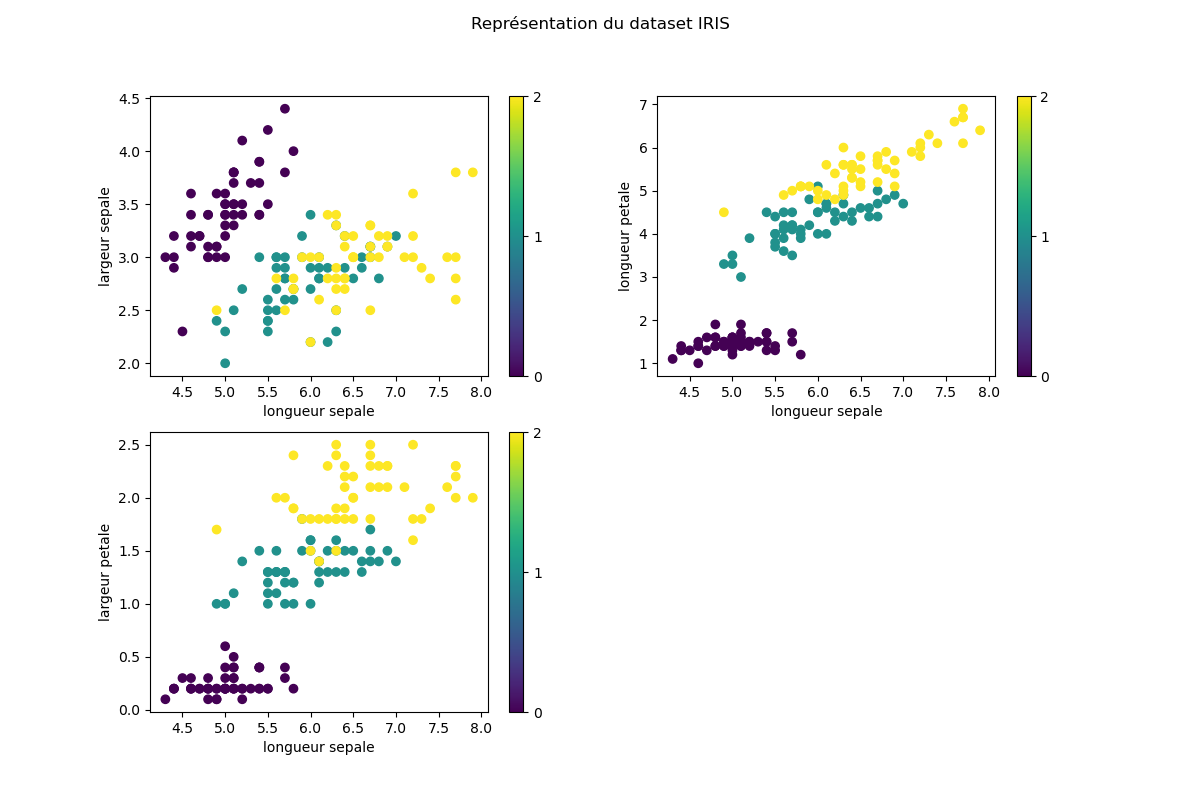 Représentation du dataset IRIS
4.5
4.0
3.5
3.0
2.5
2.0
largeur sepale
4.5 5.0 5.5 6.0 6.5 7.0 7.5 8.0
longueur sepale
2
1
0
7
6
5
4
3
2
1
longueur petale
4.5 5.0 5.5 6.0 6.5 7.0 7.5 8.0
longueur sepale
2
1
0
2.5
2.0
1.5
1.0
0.5
0.0
largeur petale
4.5 5.0 5.5 6.0 6.5 7.0 7.5 8.0
longueur sepale
2
1
0